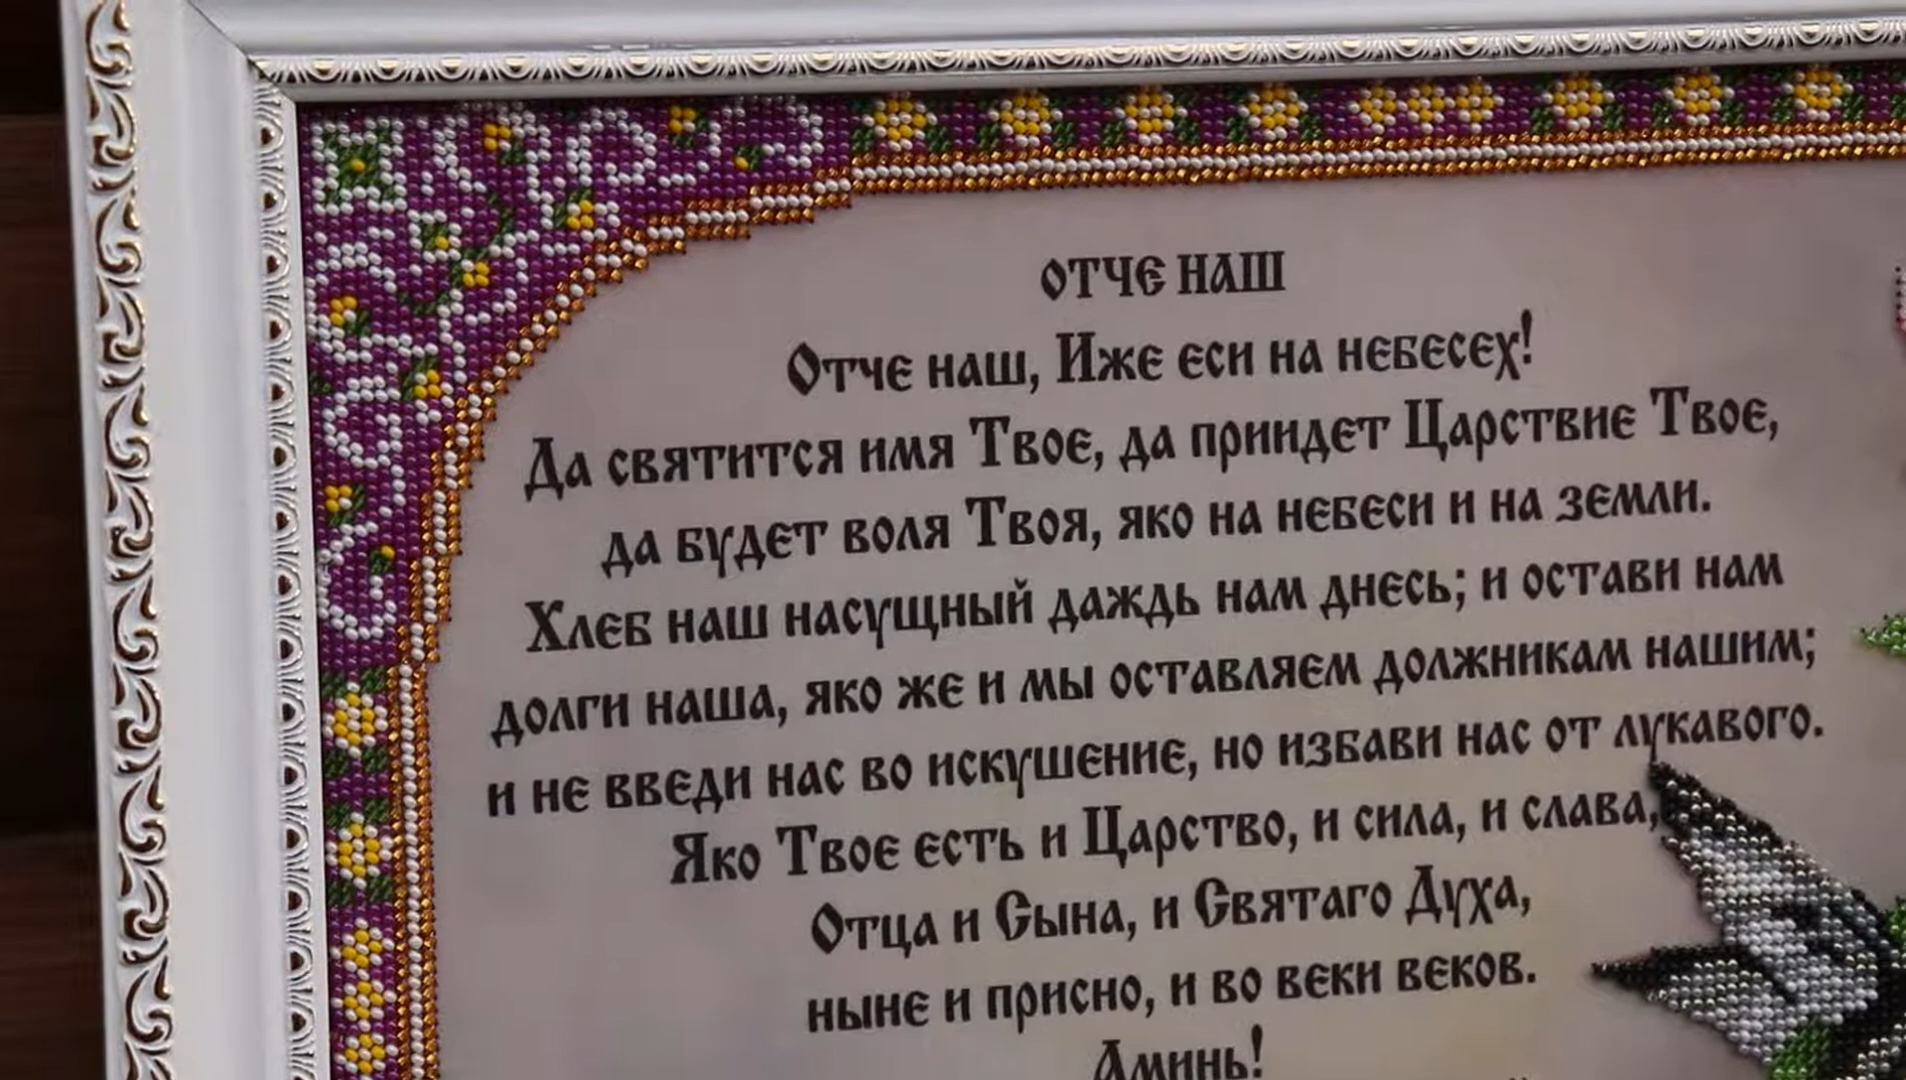 ОТЧЕ НАШ
Отче наш, Иже еси на небесех!
Да святится имя Твое, да приидет Царствие Твое,
да будет воля Твоя, яко на небеси и на земли.
Хлеб наш насущный даждь нам днесь; и остави нам
долги наша, яко же и мы оставляем должникам нашим;
и не введи нас во искушение, но избави нас от лукавого.
Яко Твое есть и Царство, и сила, и слава,
Отца и Сына, и Святаго Духа,
ныне и присно, и во веки веков.
Аминь!